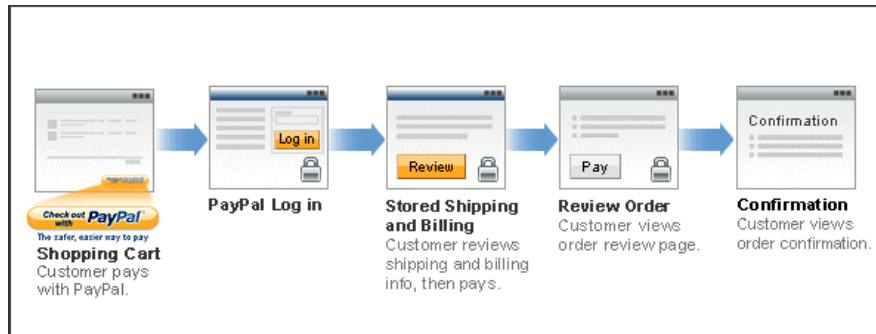 Log in
Review
Pay
Confirmation
Check out
with PayPal
The safer, easier way to pay
Shopping Cart
Customer pays
with PayPal.
PayPal Log in
Stored Shipping
and Billing
Customer reviews
shipping and billing
info, then pays.
Review Order
Customer views
order review page.
Confirmation
Customer views
order confirmation.